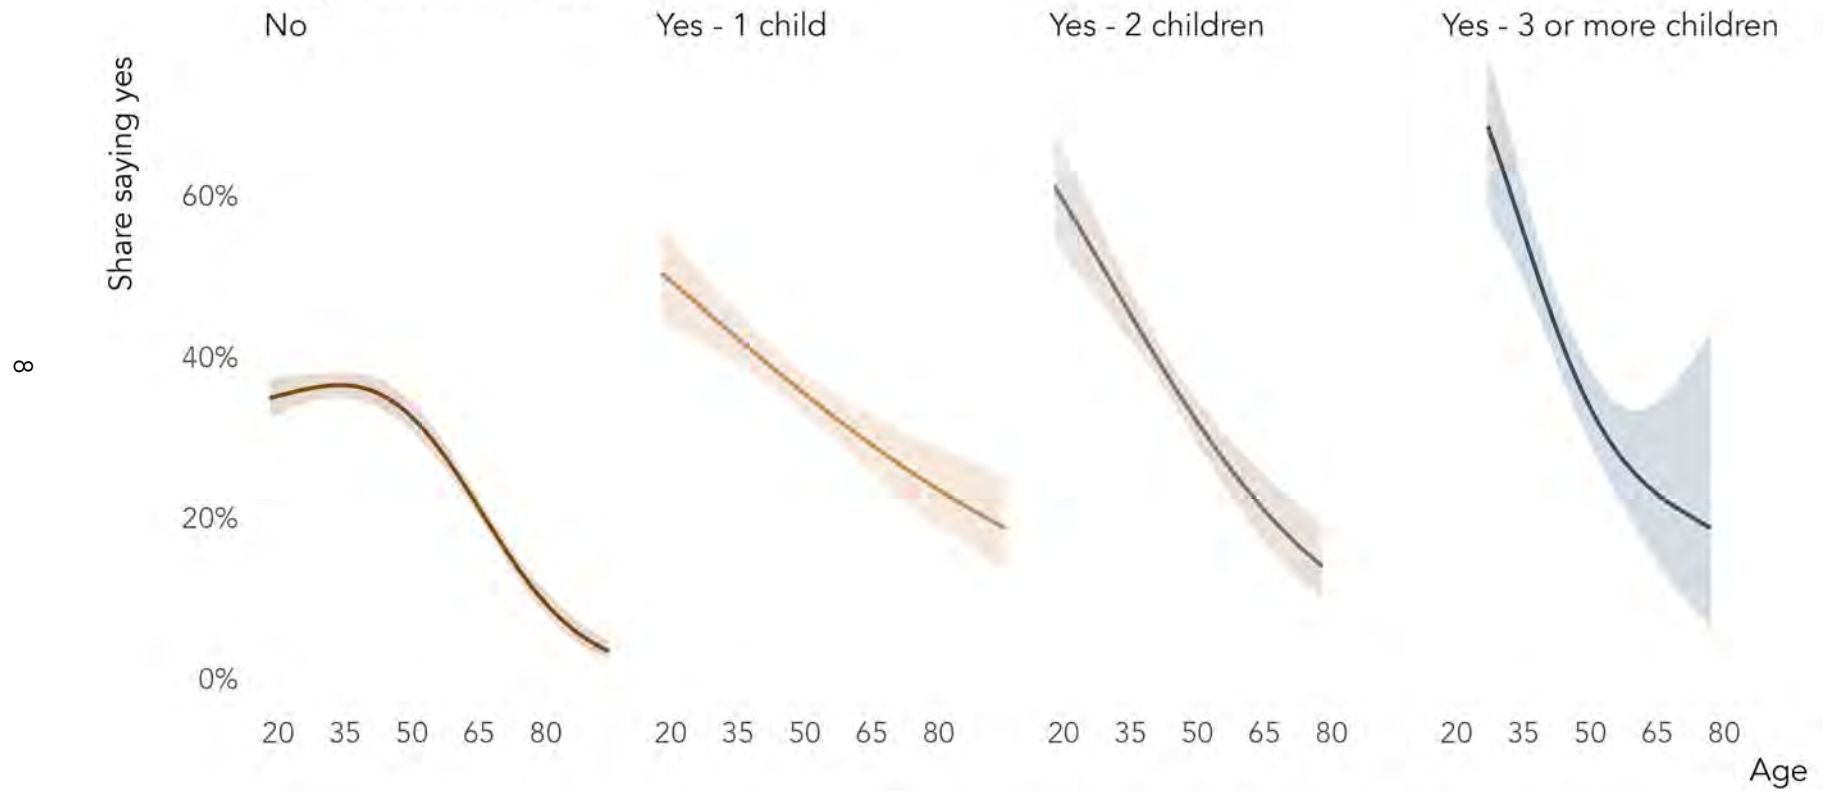 No
Yes - 1 child
Yes - 2 children
Yes - 3 or more children
Share saying yes
60%
40%
20%
0%
8
20 35 50 65 80
20 35 50 65 80
20 35 50 65 80
20 35 50 65 80
Age